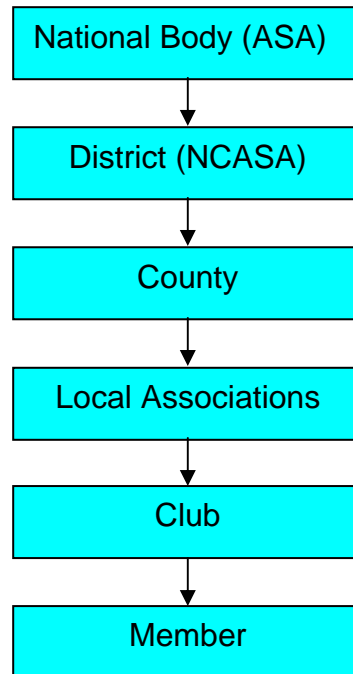 National Body (ASA)
District (NCASA)
County
Local Associations
Club
Member